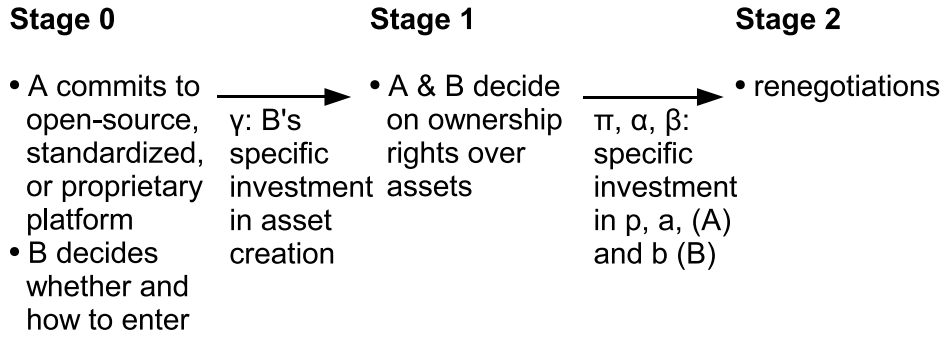 Stage 0
• A commits to
open-source,
standardized,
or proprietary
platform
• B decides
whether and
how to enter
γ: B's
specific
investment
in asset
creation
Stage 1
• A & B decide
on ownership
rights over
assets
π, α, β:
specific
investment
in p, a, (A)
and b (B)
Stage 2
• renegotiations